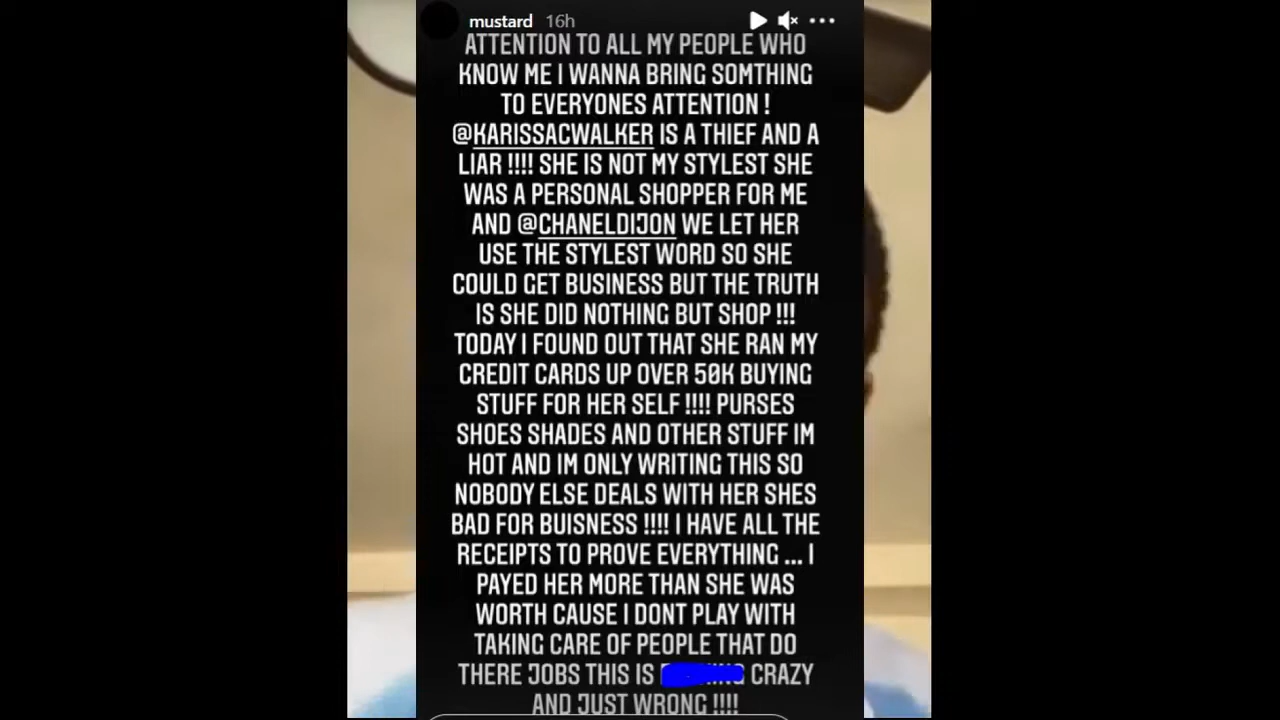 mustard 16h
ATTENTION TO ALL MY PEOPLE WHO
KNOW ME I WANNA BRING SOMTHING
TO EVERYONES ATTENTION !
@KARISSACWALKER IS A THIEF AND A
LIAR !!!! SHE IS NOT MY STYLEST SHE
WAS A PERSONAL SHOPPER FOR ME
AND @CHANELDIJON WE LET HER
USE THE STYLEST WORD SO SHE
COULD GET BUSINESS BUT THE TRUTH
IS SHE DID NOTHING BUT SHOP !!!
TODAY I FOUND OUT THAT SHE RAN MY
CREDIT CARDS UP OVER 50K BUYING
STUFF FOR HER SELF !!!! PURSES
SHOES SHADES AND OTHER STUFF IM
HOT AND IM ONLY WRITING THIS SO
NOBODY ELSE DEALS WITH HER SHES
BAD FOR BUISNESS !!!! I HAVE ALL THE
RECEIPTS TO PROVE EVERYTHING ... I
PAYED HER MORE THAN SHE WAS
WORTH CAUSE I DONT PLAY WITH
TAKING CARE OF PEOPLE THAT DO
THERE JOBS THIS IS CRAZY
AND JUST WRONG !!!!